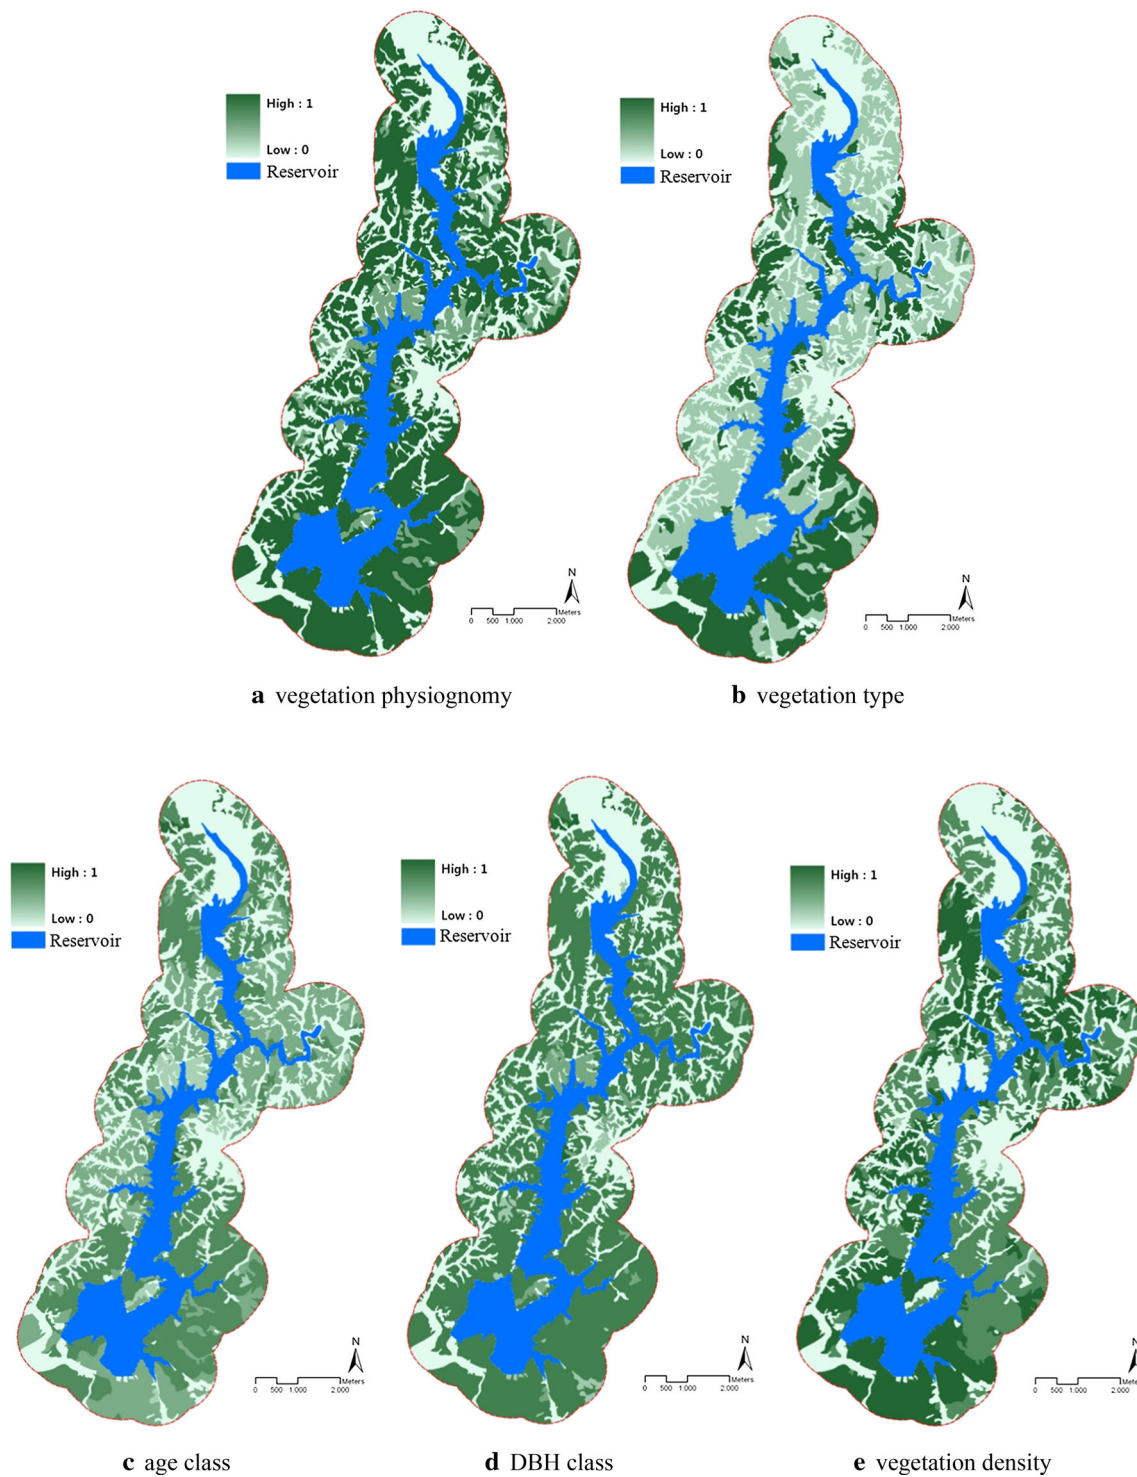 High : 1
Low : 0
Reservoir
N
Meters
0 500 1.000 2.000
High : 1
Low : 0
Reservoir
N
Meters
0 500 1.000 2.000
a vegetation physiognomy
b vegetation type
High : 1
Low : 0
Reservoir
N
Meters
0 500 1.000 2.000
High : 1
Low : 0
Reservoir
N
Meters
0 500 1.000 2.000
High : 1
Low : 0
Reservoir
N
Mete
0 500 1.000 2.000
c age class
d DBH class
e vegetation density